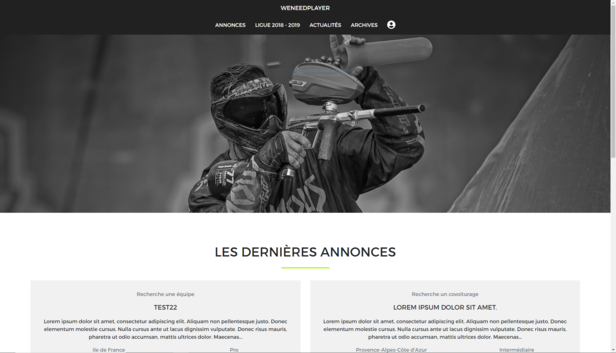 WENEEDPLAYER
ANNONCES LIGUE 2018 - 2019 ACTUALITÉS ARCHIVES
LES DERNIÈRES ANNONCES
Recherche une équipe
TEST22
Lorem ipsum dolor sit amet, consectetur adipiscing elit. Aliquam non pellentesque justo. Donec
elementum molestie cursus. Nulla cursus ante ut lacus dignissim vulputate. Donec risus mauris,
pharetra ut odio accumsan, mattis ultrices dolor. Maecenas...
Ile de France Pro
Recherche un covoiturage
LOREM IPSUM DOLOR SIT AMET.
Lorem ipsum dolor sit amet, consectetur adipiscing elit. Aliquam non pellentesque justo. Donec
elementum molestie cursus. Nulla cursus ante ut lacus dignissim vulputate. Donec risus mauris,
pharetra ut odio accumsan, mattis ultrices dolor. Maecenas...
Provence-Alpes-Côte d'Azur Intermédiaire